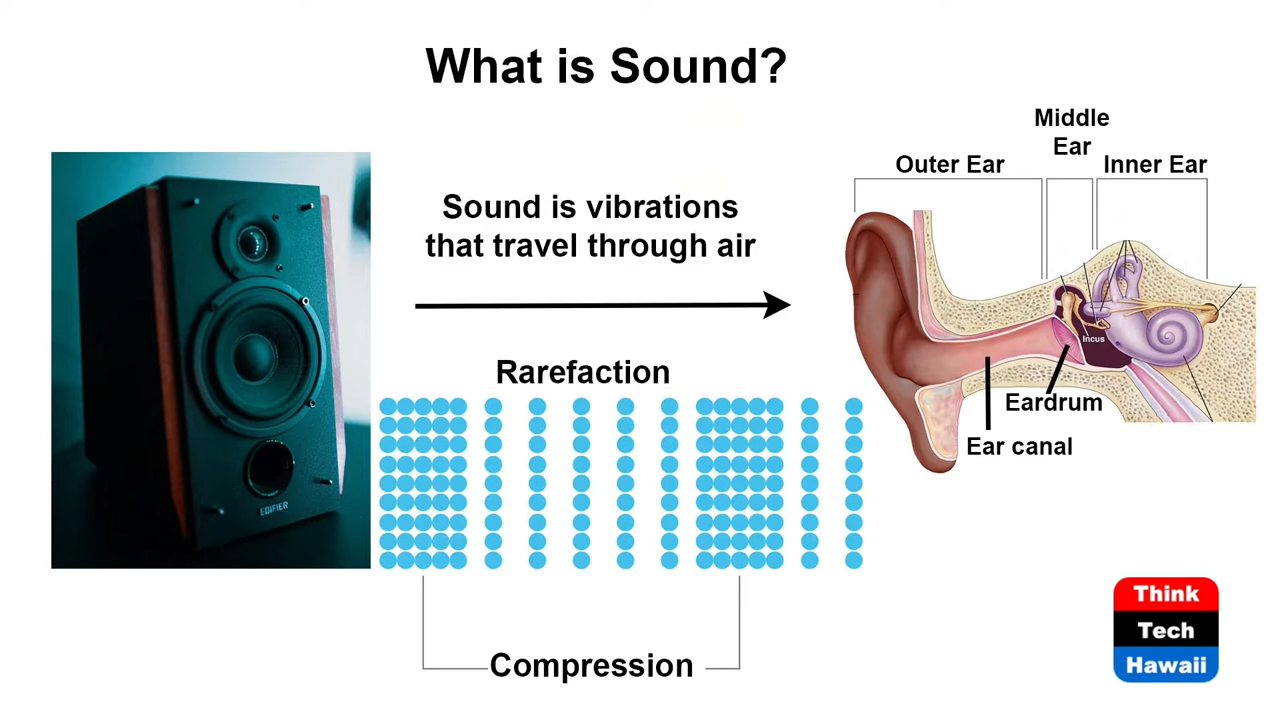 What is Sound?
Middle
Ear
Outer Ear
Inner Ear
Sound is vibrations
that travel through air
Incus
Rarefaction
Eardrum
Ear canal
EDIFIER
Compression
Think
Tech
Hawaii